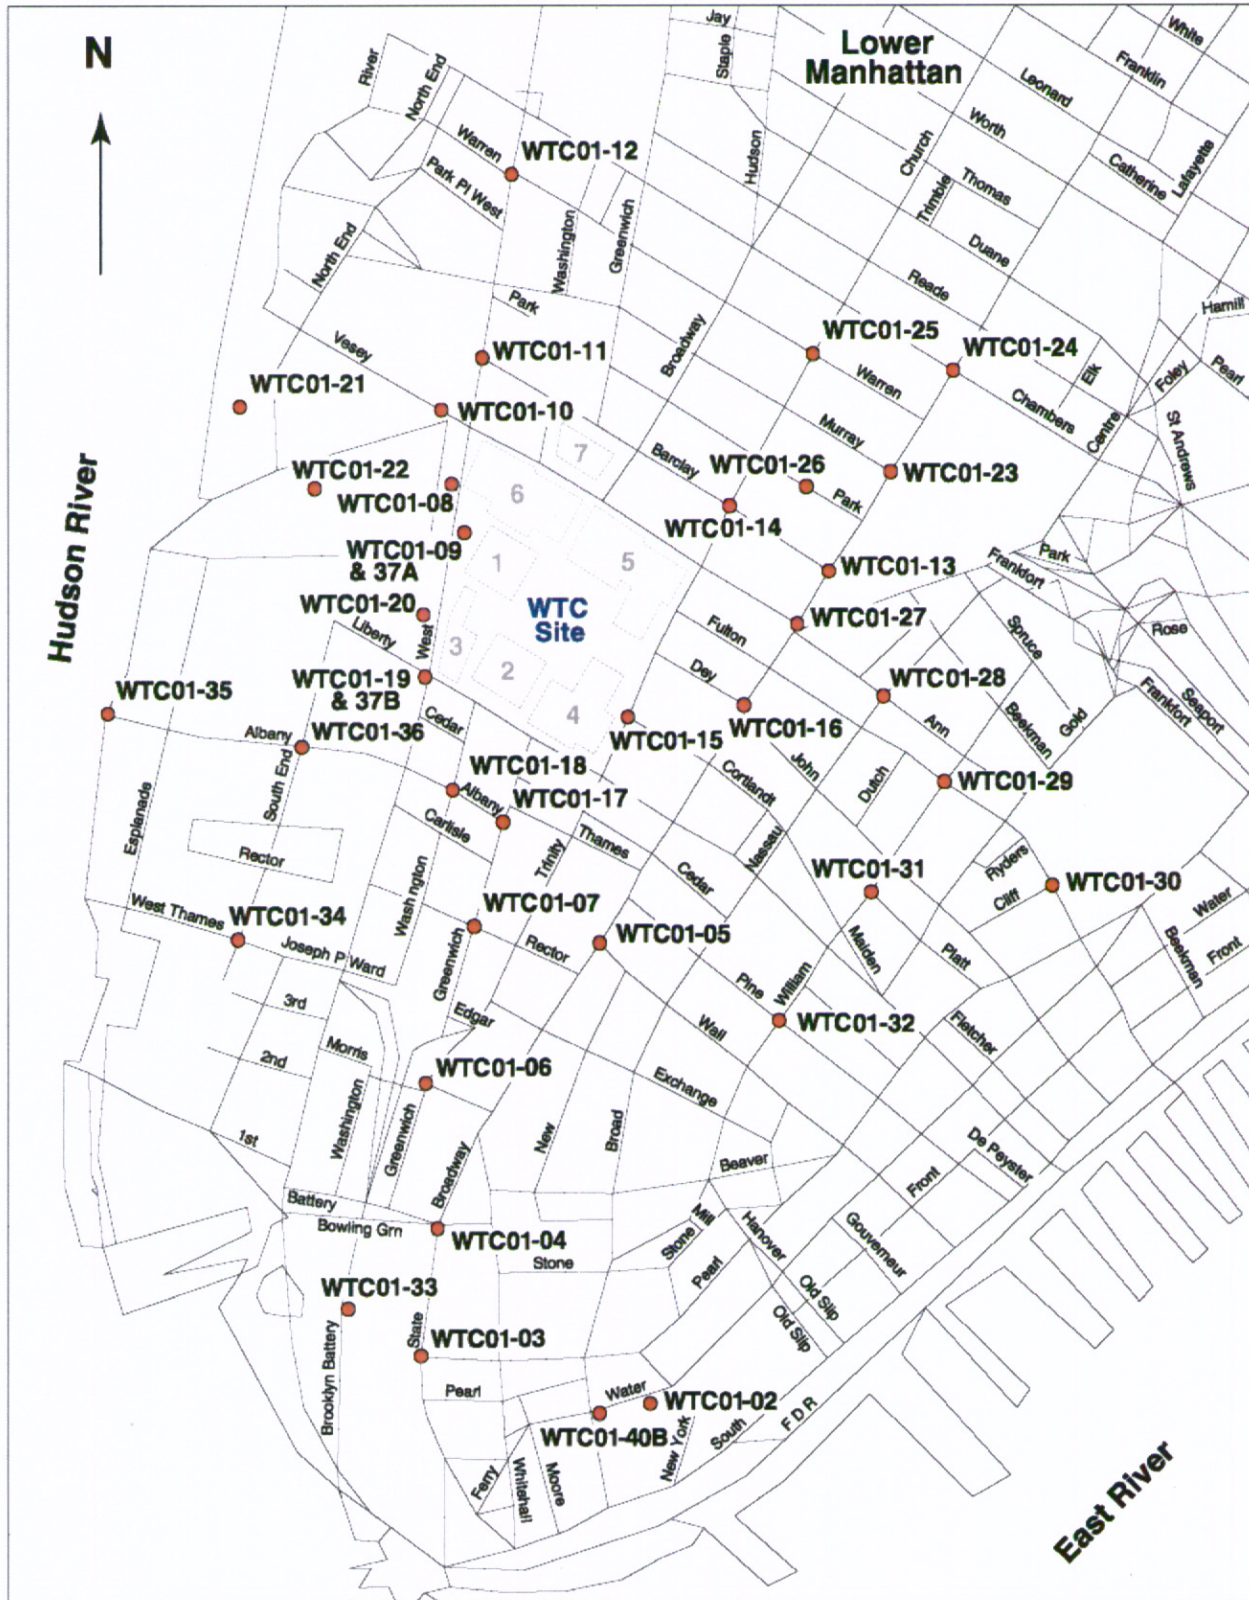 N
Lower
Manhattan
Jay
Staple
White
Franklin
Leonard
Worth
River
North End
Warren
WTC01-12
Hudson
Church
Catherine
Lafayette
Park Pl West
Trimble
Thomas
Duane
North End
Washington
Greenwich
Reade
Hamill
Park
Vesey
Broadway
WTC01-25
WTC01-24
WTC01-11
Warren
Elk
Foley
Pearl
WTC01-21
WTC01-10
Chambers
Centre
St Andrews
Murray
7
Barclay
WTC01-26
WTC01-23
Hudson River
WTC01-22
WTC01-08
6
Park
WTC01-14
WTC01-09
& 37A
1
5
WTC01-13
Frankfort
Park
WTC01-20
Liberty
West
WTC
Site
WTC01-27
Fulton
Spruce
Rose
3
2
Dey
WTC01-19
& 37B
WTC01-28
Frankfort
Seaport
WTC01-35
4
Cedar
Ann
Beekman
Gold
Albany
WTC01-36
WTC01-15
WTC01-16
South End
WTC01-18
Cortlandt
John
Dutch
WTC01-29
Albany
WTC01-17
Esplanade
Carlisle
Thames
Nassau
Rector
Trinity
Cedar
WTC01-31
Ryders
WTC01-30
Cliff
Washington
West Thames
WTC01-34
WTC01-07
WTC01-05
Water
Joseph P Ward
Rector
Maiden
Platt
Beekman
Front
Greenwich
Pine
William
3rd
Edgar
Wall
WTC01-32
Fletcher
2nd
Morris
WTC01-06
Exchange
Washington
Greenwich
1st
New
Broad
Broadway
Beaver
De Peyster
Battery
Front
Bowling Grn
WTC01-04
Mill
Stone
Hanover
Gouverneur
Stone
Pearl
WTC01-33
Old Slip
Old Slip
State
WTC01-03
Brooklyn Battery
Pearl
Water
WTC01-02
WTC01-40B
New York
South
F D R
Ferry
Whitehall
Moore
East River